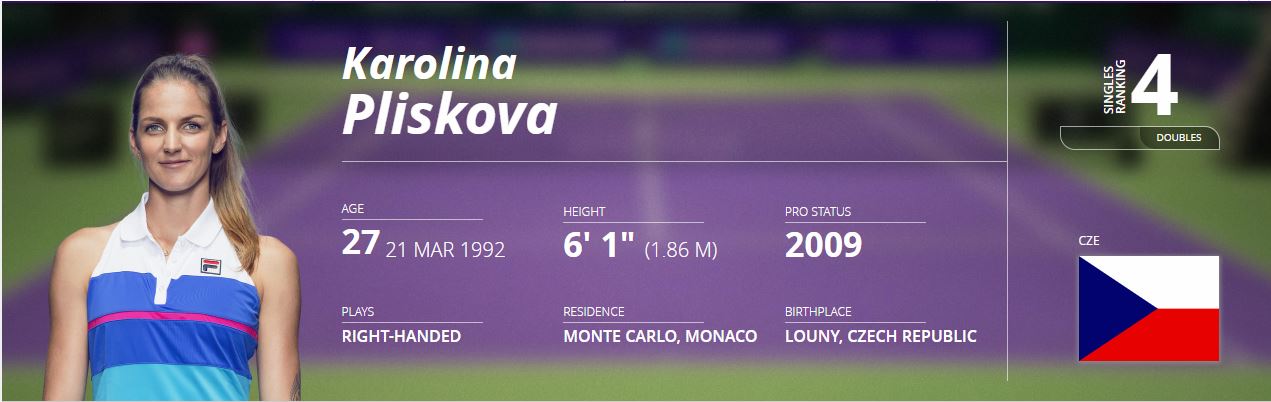 Karolina
Pliskova
SINGLES
RANKING
4
DOUBLES
AGE
27 21 MAR 1992
HEIGHT
6' 1" (1.86 M)
PRO STATUS
2009
CZE
PLAYS
RIGHT-HANDED
RESIDENCE
MONTE CARLO, MONACO
BIRTHPLACE
LOUNY, CZECH REPUBLIC
FILA